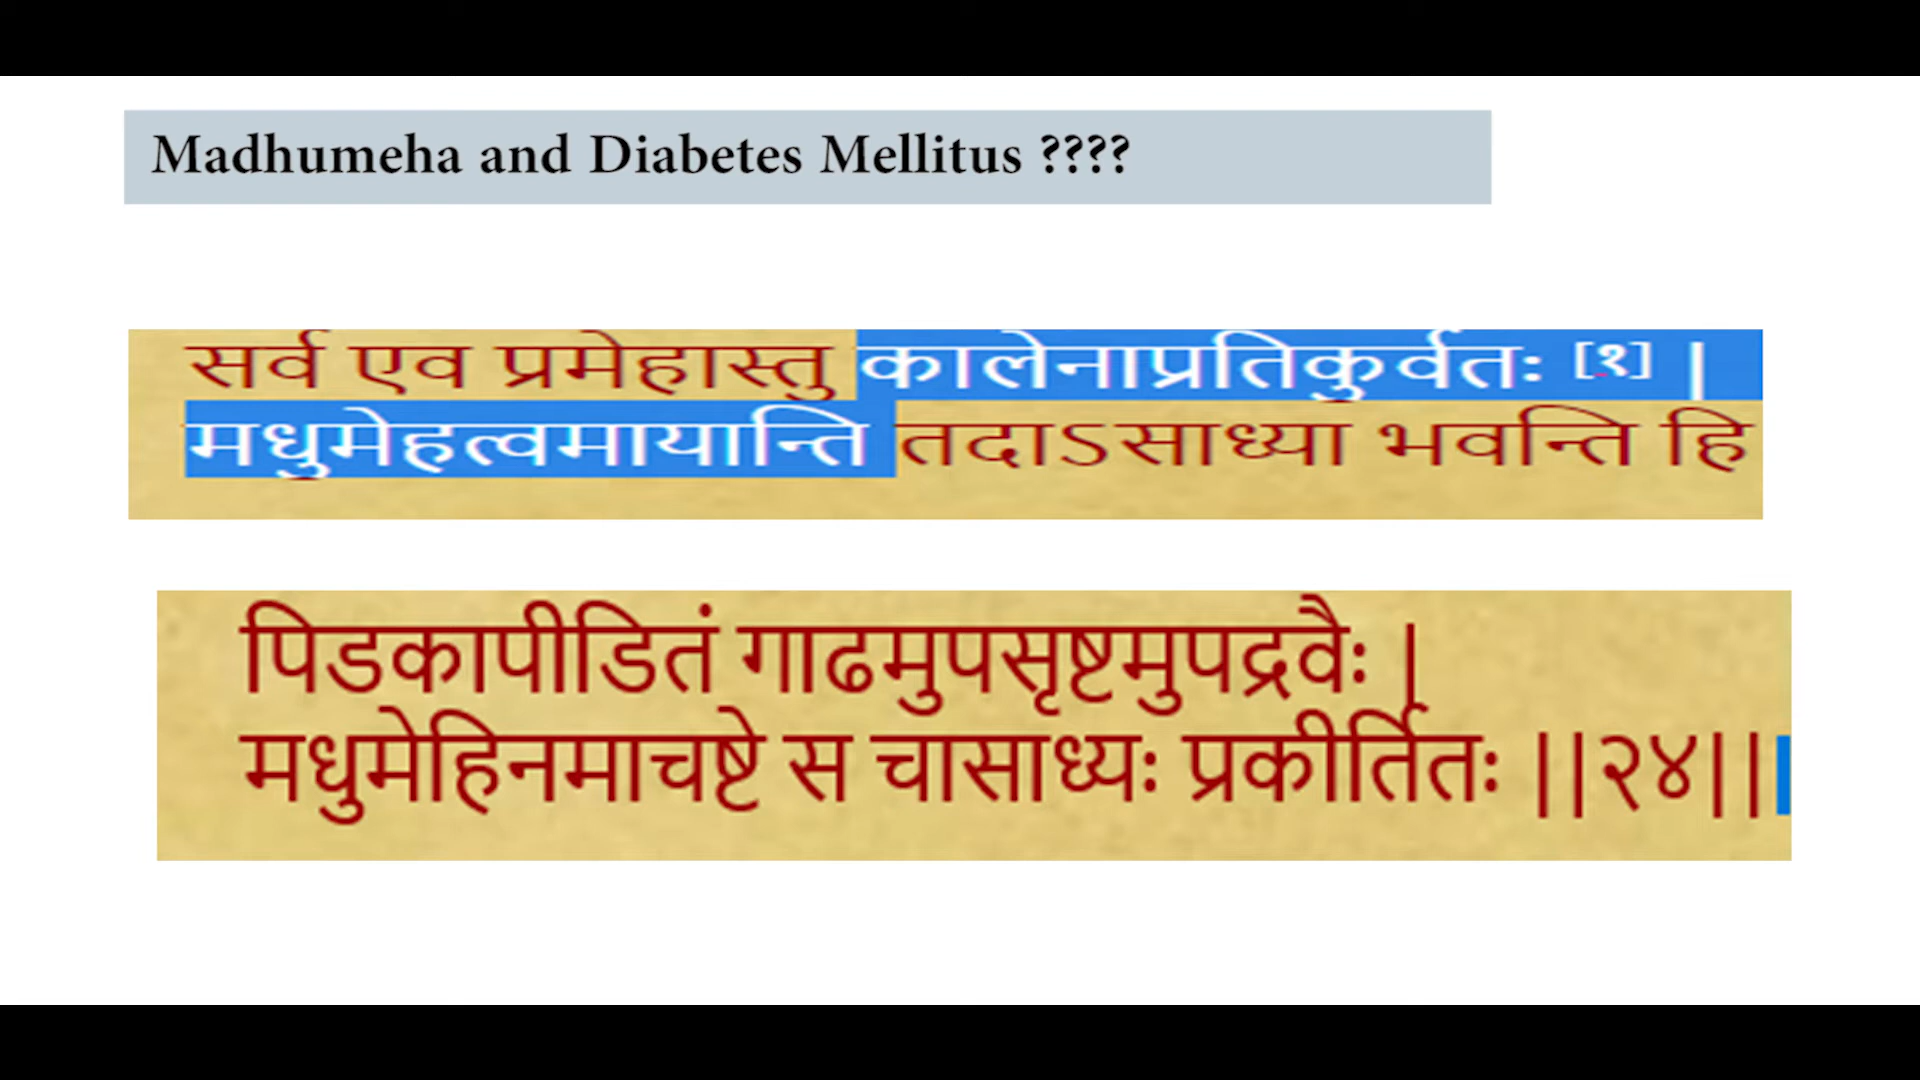 Madhumeha and Diabetes Mellitus ????
सर्व एव प्रमेहास्तु कालेनाप्रतिकुर्वतः [१] |
मधुमेहत्वमायान्ति तदाऽसाध्या भवन्ति हि
पिडकापीडितं गाढमुपसृष्टमुपद्रवैः |
मधुमेहिनमाचष्टे स चासाध्यः प्रकीर्तितः ||२४||